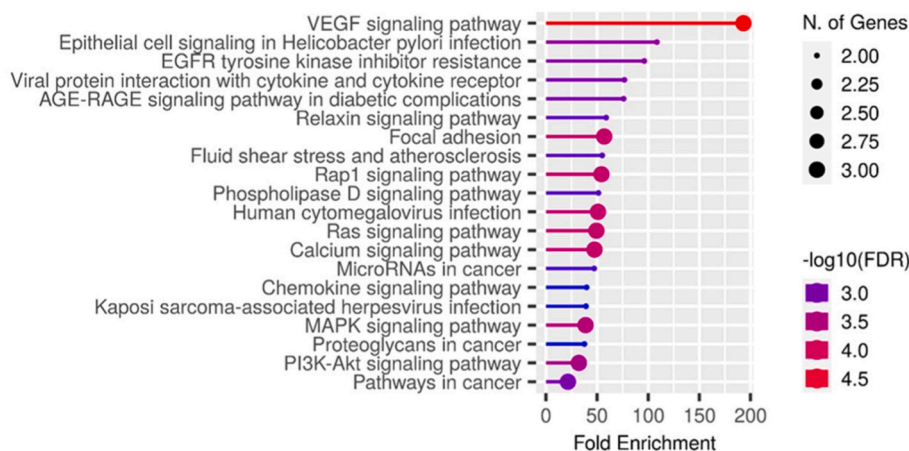 VEGF signaling pathway
Epithelial cell signaling in Helicobacter pylori infection
EGFR tyrosine kinase inhibitor resistance
Viral protein interaction with cytokine and cytokine receptor
AGE-RAGE signaling pathway in diabetic complications
Relaxin signaling pathway
Focal adhesion
Fluid shear stress and atherosclerosis
Rap1 signaling pathway
Phospholipase D signaling pathway
Human cytomegalovirus infection
Ras signaling pathway
Calcium signaling pathway
MicroRNAs in cancer
Chemokine signaling pathway
Kaposi sarcoma-associated herpesvirus infection
MAPK signaling pathway
Proteoglycans in cancer
PI3K-Akt signaling pathway
Pathways in cancer
0 50 100 150 200
Fold Enrichment
N. of Genes
2.00
2.25
2.50
2.75
3.00
-log10(FDR)
3.0
3.5
4.0
4.5